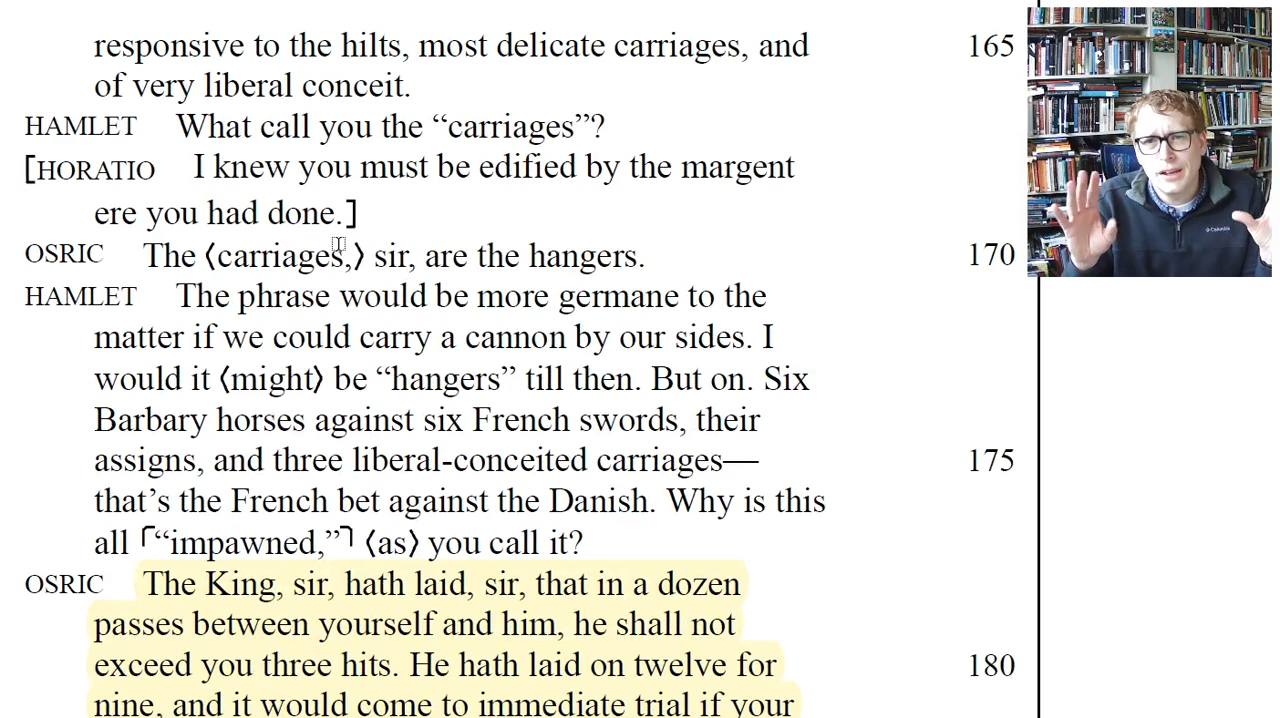 responsive to the hilts, most delicate carriages, and 165
of very liberal conceit.
HAMLET What call you the “carriages”?
[HORATIO I knew you must be edified by the margent
ere you had done.]
OSRIC The ⟨carriages,⟩ sir, are the hangers. 170
HAMLET The phrase would be more germane to the
matter if we could carry a cannon by our sides. I
would it ⟨might⟩ be “hangers” till then. But on. Six
Barbary horses against six French swords, their
assigns, and three liberal-conceited carriages— 175
that’s the French bet against the Danish. Why is this
all ⌜“impawned,”⌝ ⟨as⟩ you call it?
OSRIC The King, sir, hath laid, sir, that in a dozen
passes between yourself and him, he shall not
exceed you three hits. He hath laid on twelve for 180
nine, and it would come to immediate trial if your
Columbia